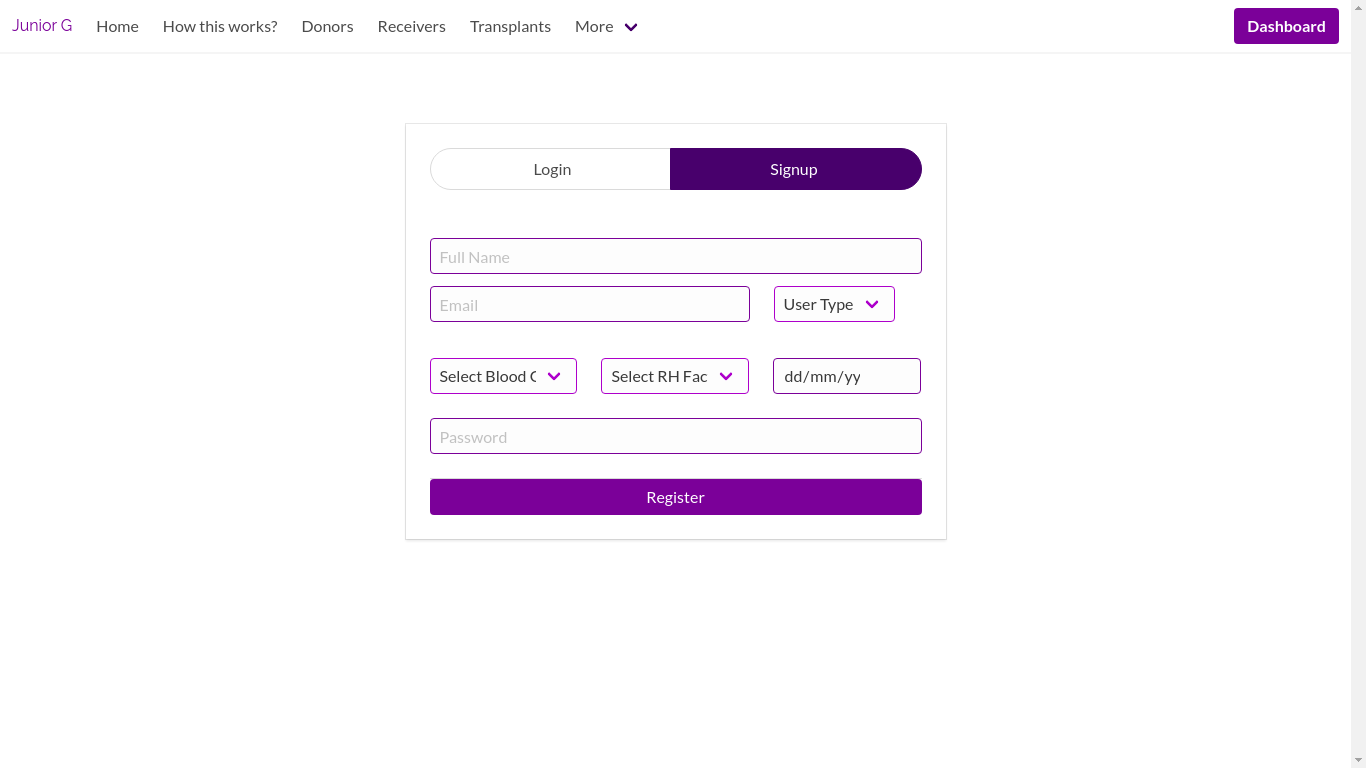 Junior G Home How this works? Donors Receivers Transplants More Dashboard
Login Signup
Full Name
Email User Type
Select Blood G Select RH Fac dd/mm/yy
Password
Register